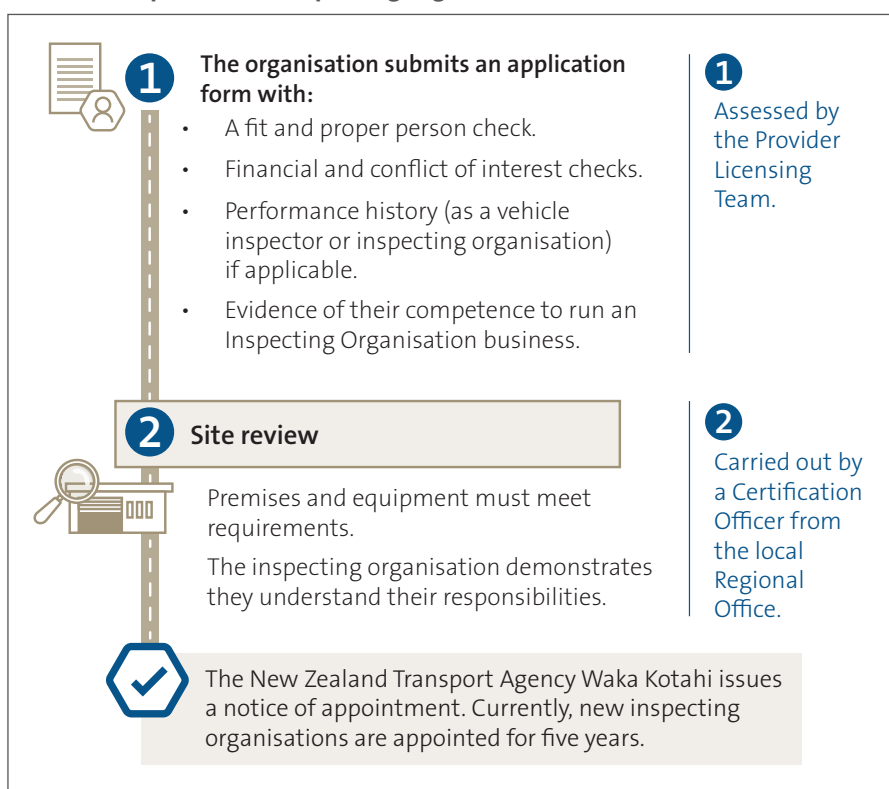 1
The organisation submits an application
form with:
• A fit and proper person check.
• Financial and conflict of interest checks.
• Performance history (as a vehicle
inspector or inspecting organisation)
if applicable.
• Evidence of their competence to run an
Inspecting Organisation business.
1
Assessed by
the Provider
Licensing
Team.
2 Site review
Premises and equipment must meet
requirements.
The inspecting organisation demonstrates
they understand their responsibilities.
2
Carried out by
a Certification
Officer from
the local
Regional
Office.
The New Zealand Transport Agency Waka Kotahi issues
a notice of appointment. Currently, new inspecting
organisations are appointed for five years.